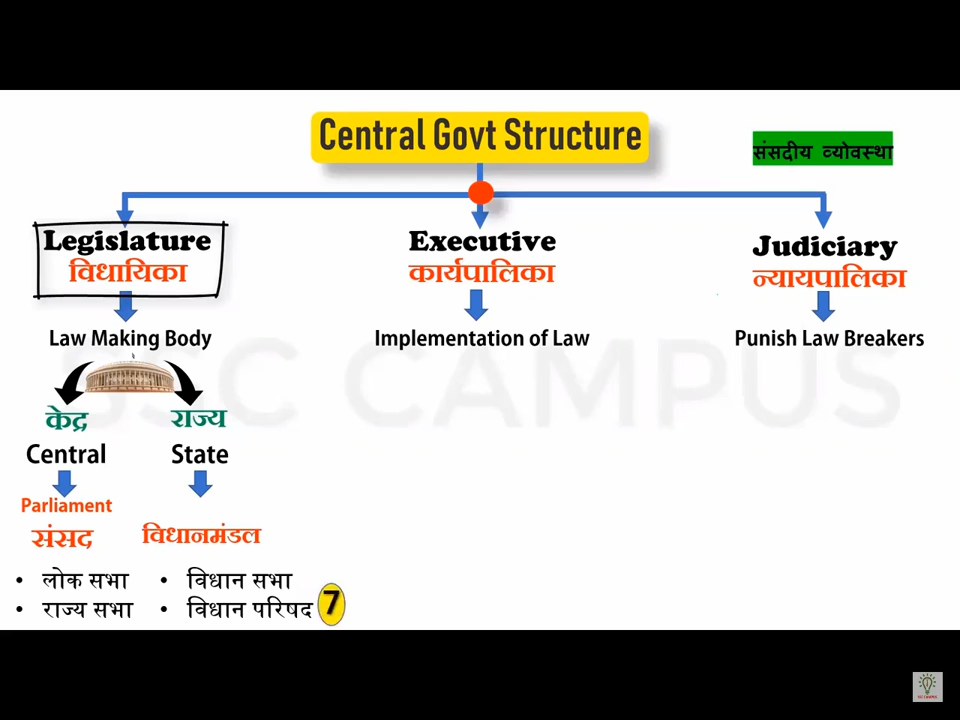 Central Govt Structure
संसदीय व्योवस्था
Legislature
विधायिका
Law Making Body
केद्र
Central
Parliament
संसद
लोक सभा
राज्य सभा
राज्य
State
विधानमंडल
विधान सभा
विधान परिषद 7
Executive
कार्यपालिका
Implementation of Law
Judiciary
न्यायपालिका
Punish Law Breakers
SSC CAMPUS